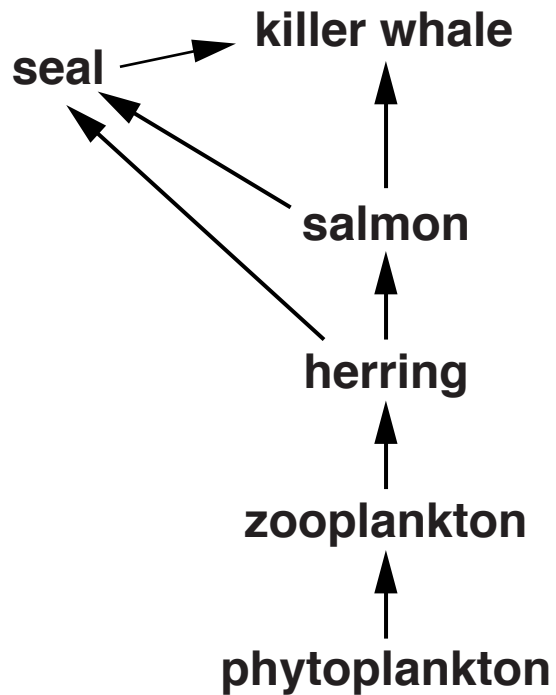 killer whale
seal
salmon
herring
zooplankton
phytoplankton